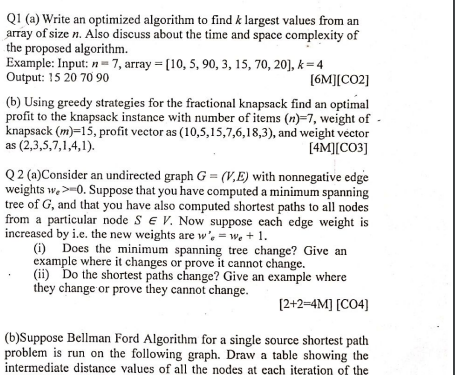 Q1 (a) Write an optimized algorithm to find k largest values from an
array of size n. Also discuss about the time and space complexity of
the proposed algorithm.
Example: Input: n = 7, array = [10, 5, 90, 3, 15, 70, 20], k = 4
Output: 15 20 70 90 [6M][CO2]
(b) Using greedy strategies for the fractional knapsack find an optimal
profit to the knapsack instance with number of items (n)=7, weight of
knapsack (m)=15, profit vector as (10,5,15,7,6,18,3), and weight vector
as (2,3,5,7,1,4,1). [4M][CO3]
Q 2 (a)Consider an undirected graph G = (V,E) with nonnegative edge
weights wₑ >=0. Suppose that you have computed a minimum spanning
tree of G, and that you have also computed shortest paths to all nodes
from a particular node S ∈ V. Now suppose each edge weight is
increased by i.e. the new weights are w'ₑ = wₑ + 1.
(i) Does the minimum spanning tree change? Give an
example where it changes or prove it cannot change.
(ii) Do the shortest paths change? Give an example where
they change or prove they cannot change.
[2+2=4M] [CO4]
(b)Suppose Bellman Ford Algorithm for a single source shortest path
problem is run on the following graph. Draw a table showing the
intermediate distance values of all the nodes at each iteration of the